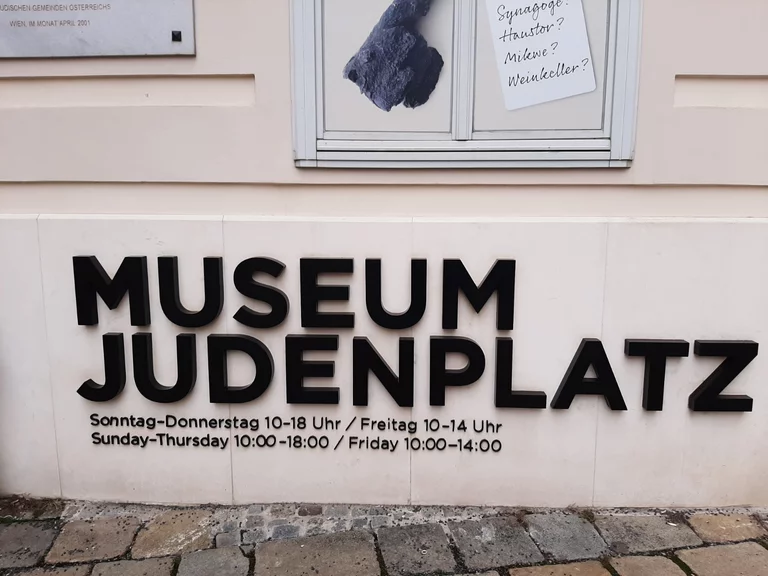 JÜDISCHEN GEMEINDEN ÖSTERREICHS
WIEN, IM MONAT APRIL 2001
Synagoge?
Haustor?
Mikwe?
Weinkeller?
MUSEUM
JUDENPLATZ
Sonntag–Donnerstag 10–18 Uhr / Freitag 10–14 Uhr
Sunday–Thursday 10:00–18:00 / Friday 10:00–14:00